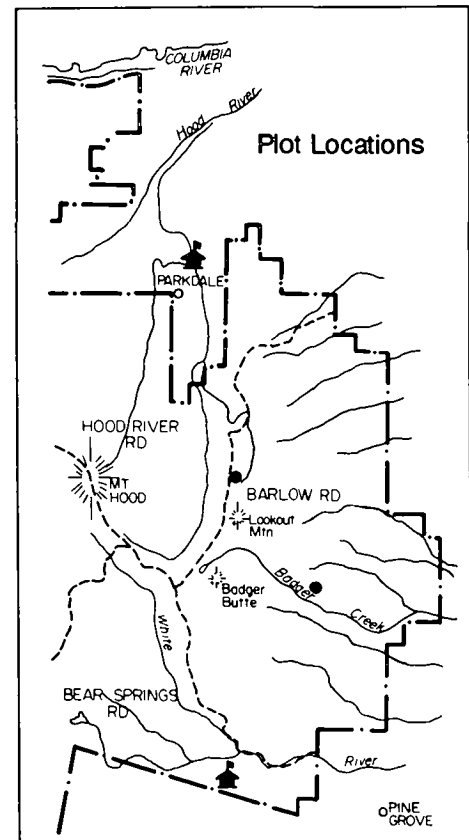 COLUMBIA
RIVER
Hood River
Plot Locations
PARKDALE
HOOD RIVER
RD
MT
HOOD
BARLOW RD
Lookout
Mtn
Badger
Butte
Badger
Creek
White
BEAR SPRINGS
RD
River
PINE
GROVE